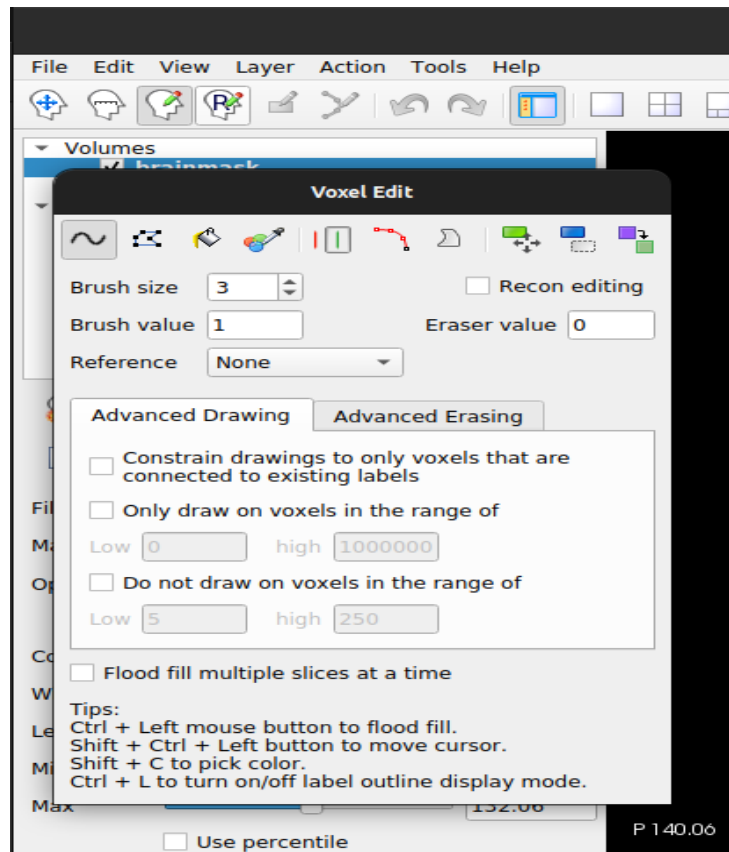 File Edit View Layer Action Tools Help
R
Volumes
brainmask
Voxel Edit
Brush size 3 Recon editing
Brush value 1 Eraser value 0
Reference None
Advanced Drawing Advanced Erasing
Constrain drawings to only voxels that are
connected to existing labels
Only draw on voxels in the range of
Low 0 high 1000000
Do not draw on voxels in the range of
Low 5 high 250
Flood fill multiple slices at a time
Tips:
Ctrl + Left mouse button to flood fill.
Shift + Ctrl + Left button to move cursor.
Shift + C to pick color.
Ctrl + L to turn on/off label outline display mode.
Max 132.06
Use percentile
P 140.06